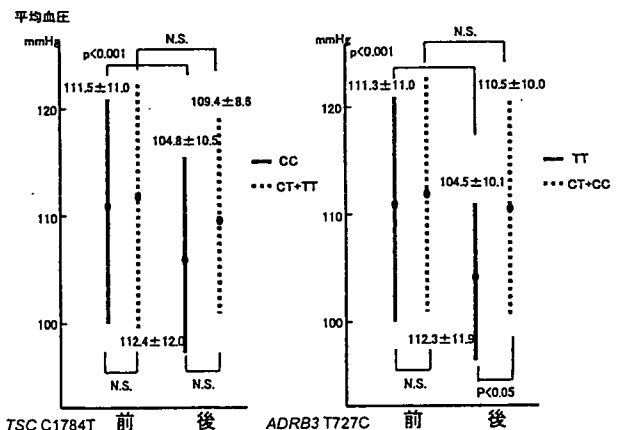 平均血圧
mmHg
p<0.001
N.S.
111.5±11.0
120
109.4±8.6
104.8±10.5
CC
CT+TT
110
100
112.4±12.0
N.S.
N.S.
TSC C1784T
前
後
mmHg
p<0.001
N.S.
111.3±11.0
110.5±10.0
120
104.5±10.1
TT
CT+CC
110
100
112.3±11.9
N.S.
P<0.05
ADRB3 T727C
前
後